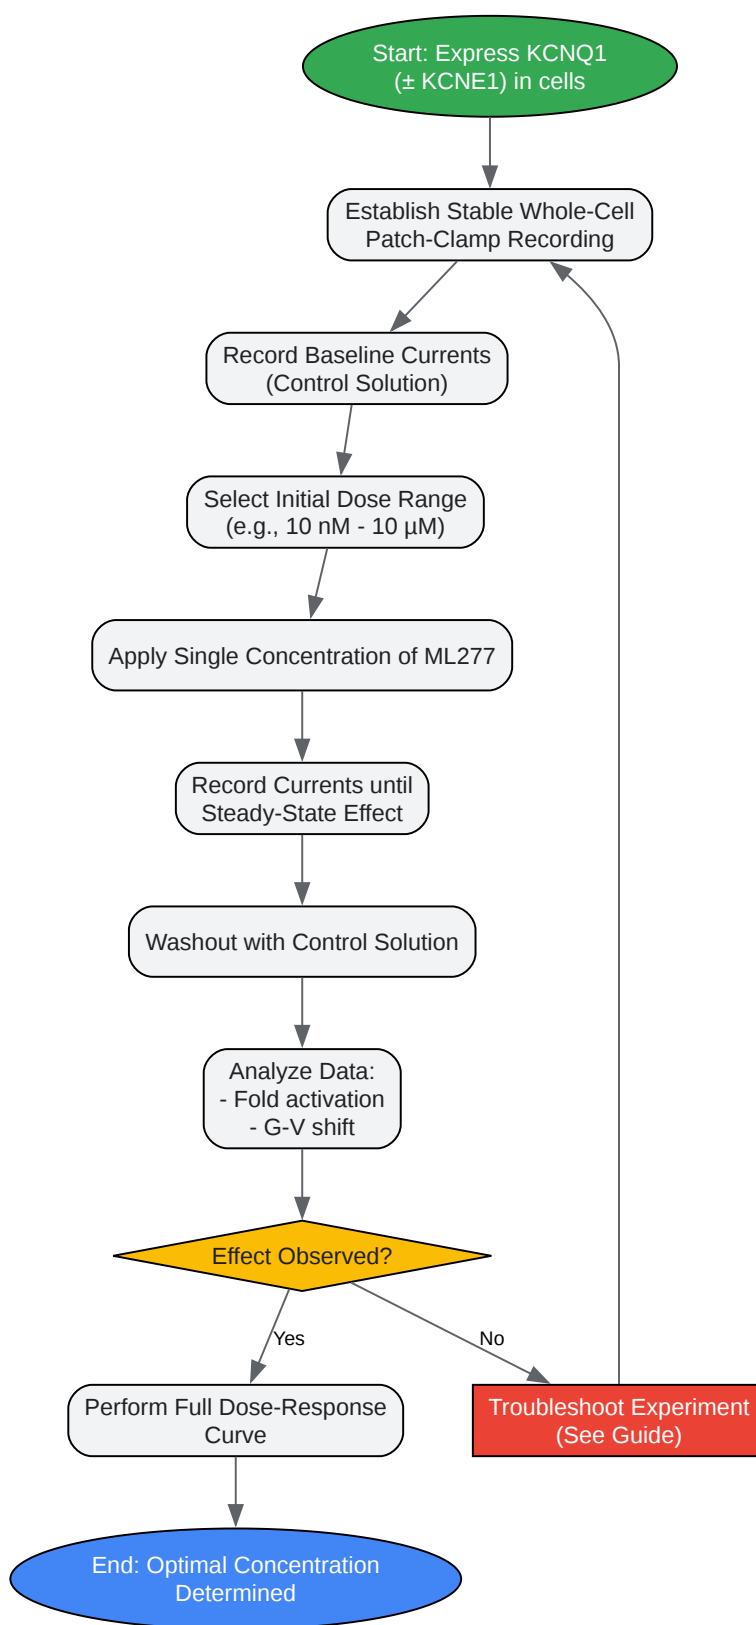 Start: Express KCNQ1
(± KCNE1) in cells
Establish Stable Whole-Cell
Patch-Clamp Recording
Record Baseline Currents
(Control Solution)
Select Initial Dose Range
(e.g., 10 nM - 10 µM)
Apply Single Concentration of ML277
Record Currents until
Steady-State Effect
Washout with Control Solution
Analyze Data:
- Fold activation
- G-V shift
Effect Observed?
Yes
No
Perform Full Dose-Response
Curve
Troubleshoot Experiment
(See Guide)
End: Optimal Concentration
Determined